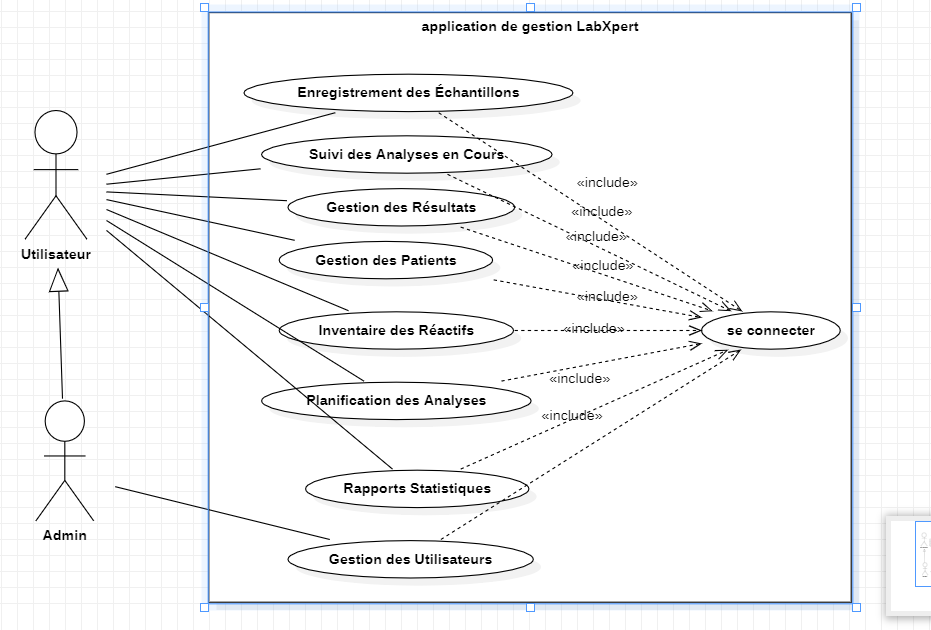 application de gestion LabXpert
Enregistrement des Échantillons
Suivi des Analyses en Cours
«include»
Gestion des Résultats
«include»
«include»
Utilisateur
Gestion des Patients
«include»
«include»
Inventaire des Réactifs
«include»
se connecter
«include»
Planification des Analyses
«include»
Rapports Statistiques
Admin
Gestion des Utilisateurs